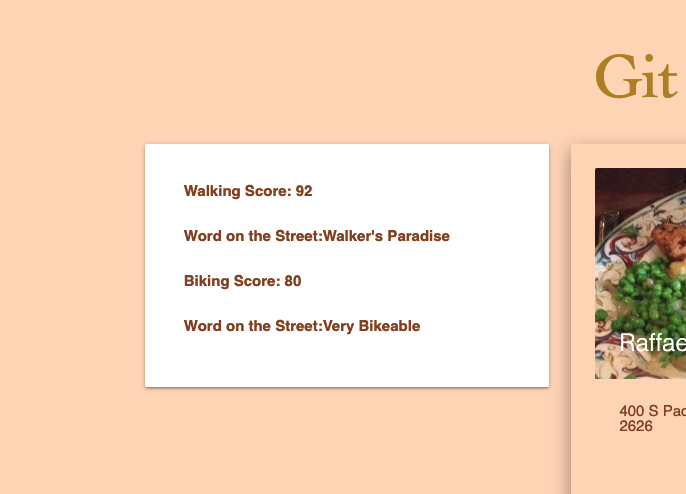 Git
Walking Score: 92
Word on the Street:Walker's Paradise
Biking Score: 80
Word on the Street:Very Bikeable
Raffae
400 S Pac
2626